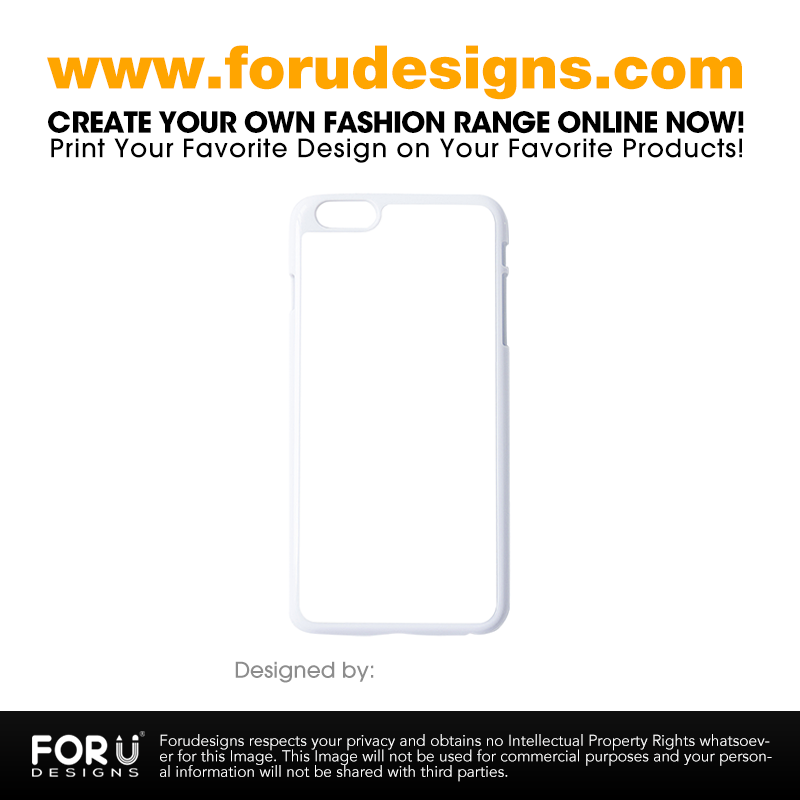 www.forudesigns.com
CREATE YOUR OWN FASHION RANGE ONLINE NOW!
Print Your Favorite Design on Your Favorite Products!
Designed by:
FOR U®
DESIGNS
Forudesigns respects your privacy and obtains no Intellectual Property Rights whatsoev-
er for this Image. This Image will not be used for commercial purposes and your person-
al information will not be shared with third parties.